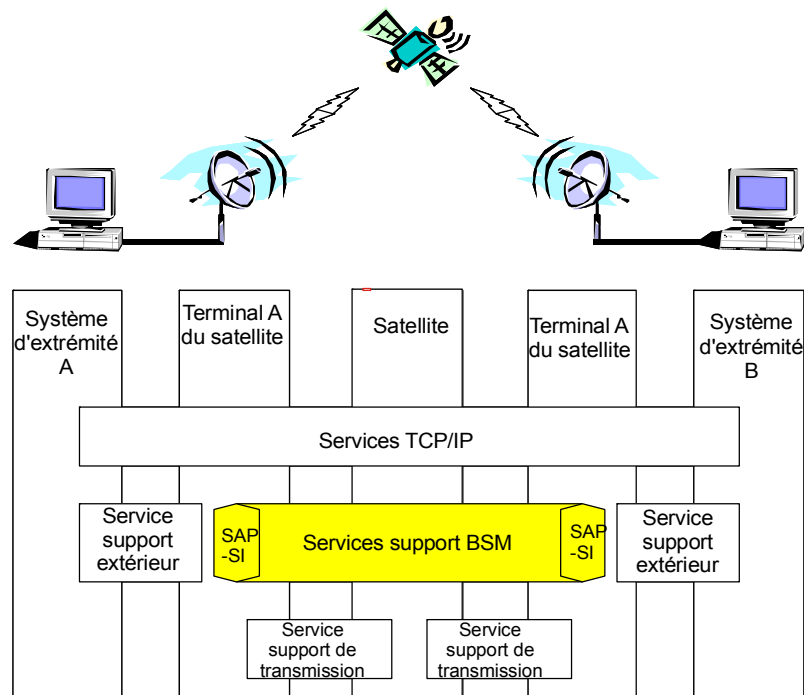 Système
d'extrémité
A
Terminal A
du satellite
Satellite
Terminal A
du satellite
Système
d'extrémité
B
Services TCP/IP
Service
support
extérieur
SAP
-SI
Services support BSM
SAP
-SI
Service
support
extérieur
Service
support de
transmission
Service
support de
transmission